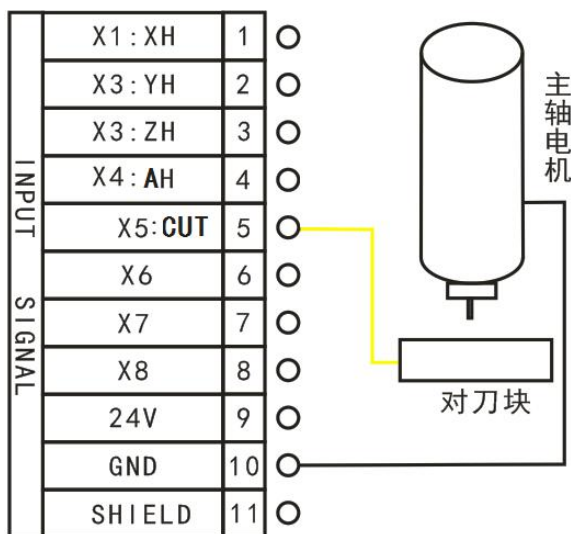 INPUT SIGNAL
X1:XH 1
X3:YH 2
X3:ZH 3
X4:AH 4
X5:CUT 5
X6 6
X7 7
X8 8
24V 9
GND 10
SHIELD 11
主轴电机
对刀块